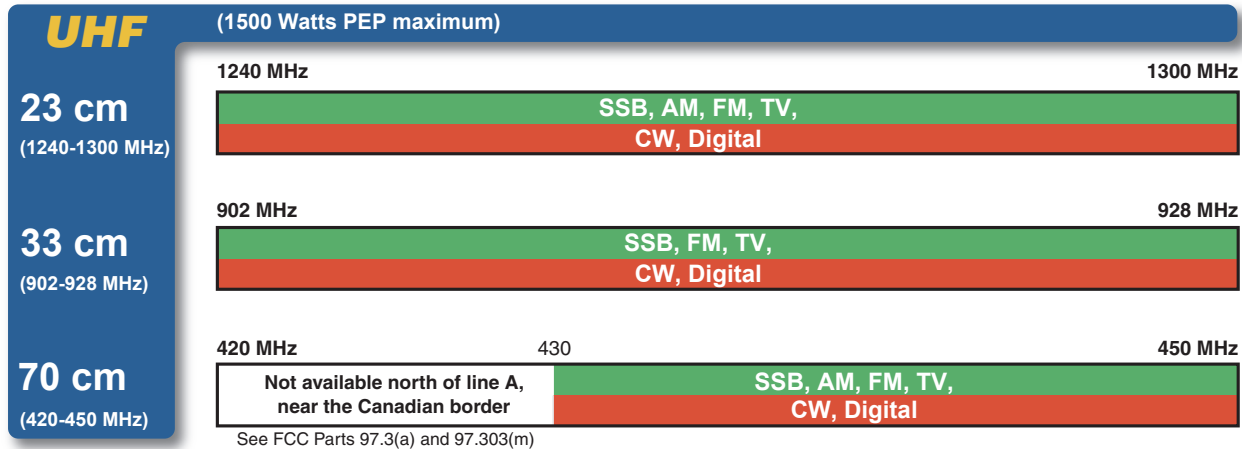 UHF
(1500 Watts PEP maximum)
23 cm
(1240-1300 MHz)
1240 MHz
1300 MHz
SSB, AM, FM, TV,
CW, Digital
33 cm
(902-928 MHz)
902 MHz
928 MHz
SSB, FM, TV,
CW, Digital
70 cm
(420-450 MHz)
420 MHz
430
450 MHz
Not available north of line A,
near the Canadian border
SSB, AM, FM, TV,
CW, Digital
See FCC Parts 97.3(a) and 97.303(m)